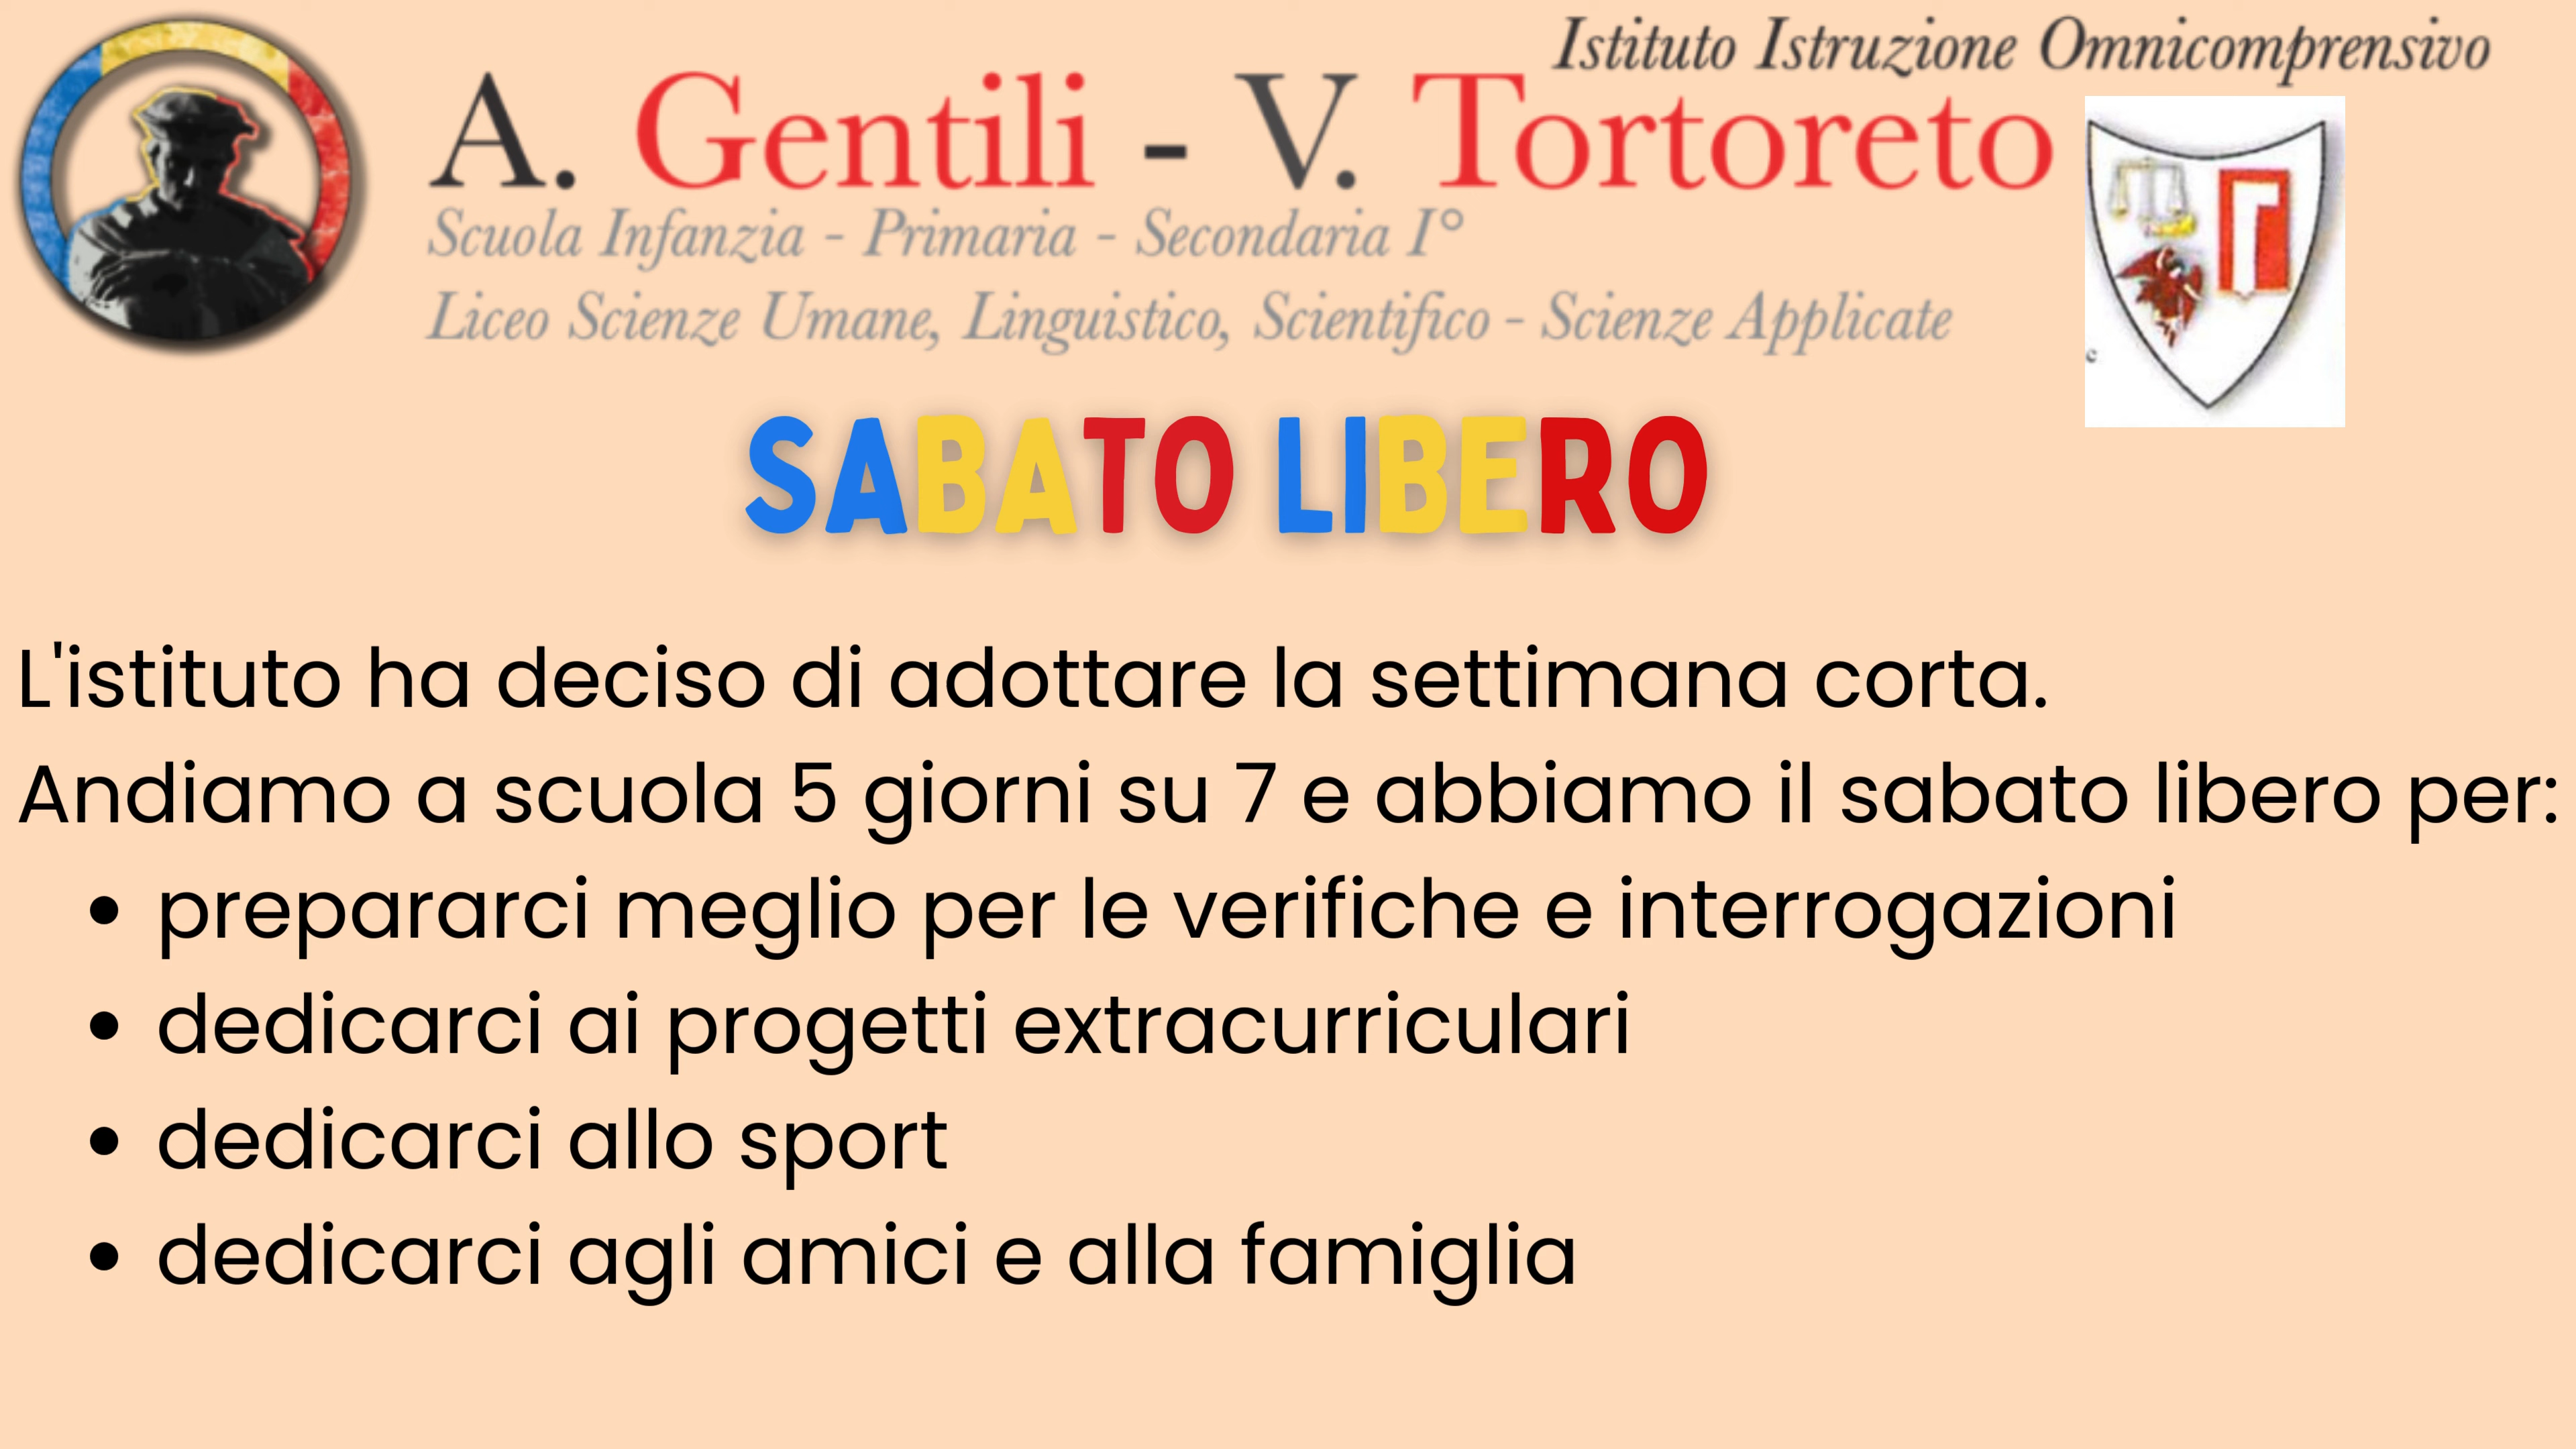 Istituto Istruzione Omnicomprensivo
A. Gentili - V. Tortoreto
Scuola Infanzia - Primaria - Secondaria I°
Liceo Scienze Umane, Linguistico, Scientifico - Scienze Applicate
c
SABATO LIBERO
L'istituto ha deciso di adottare la settimana corta.
Andiamo a scuola 5 giorni su 7 e abbiamo il sabato libero per:
• prepararci meglio per le verifiche e interrogazioni
• dedicarci ai progetti extracurriculari
• dedicarci allo sport
• dedicarci agli amici e alla famiglia